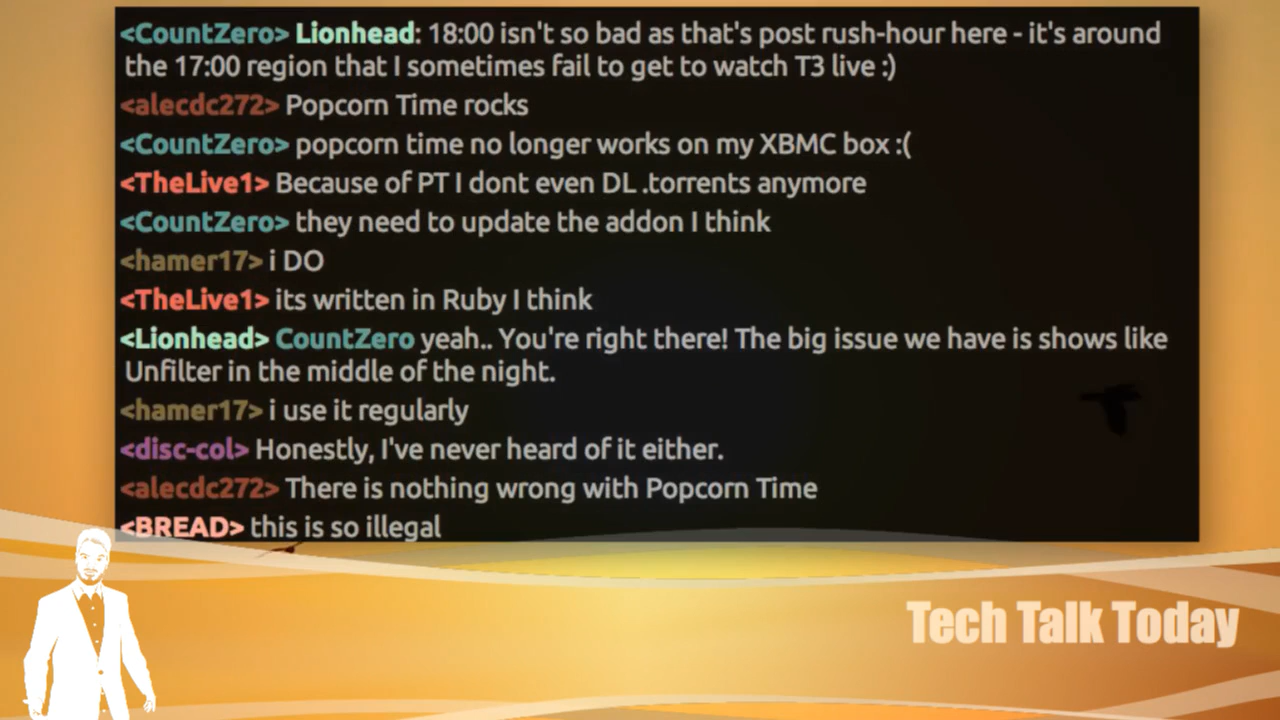 <CountZero> Lionhead: 18:00 isn't so bad as that's post rush-hour here - it's around
the 17:00 region that I sometimes fail to get to watch T3 live :)
<alecdc272> Popcorn Time rocks
<CountZero> popcorn time no longer works on my XBMC box :(
<TheLive1> Because of PT I dont even DL .torrents anymore
<CountZero> they need to update the addon I think
<hamer17> i DO
<TheLive1> its written in Ruby I think
<Lionhead> CountZero yeah.. You're right there! The big issue we have is shows like
Unfilter in the middle of the night.
<hamer17> i use it regularly
<disc-col> Honestly, I've never heard of it either.
<alecdc272> There is nothing wrong with Popcorn Time
<BREAD> this is so illegal
Tech Talk Today